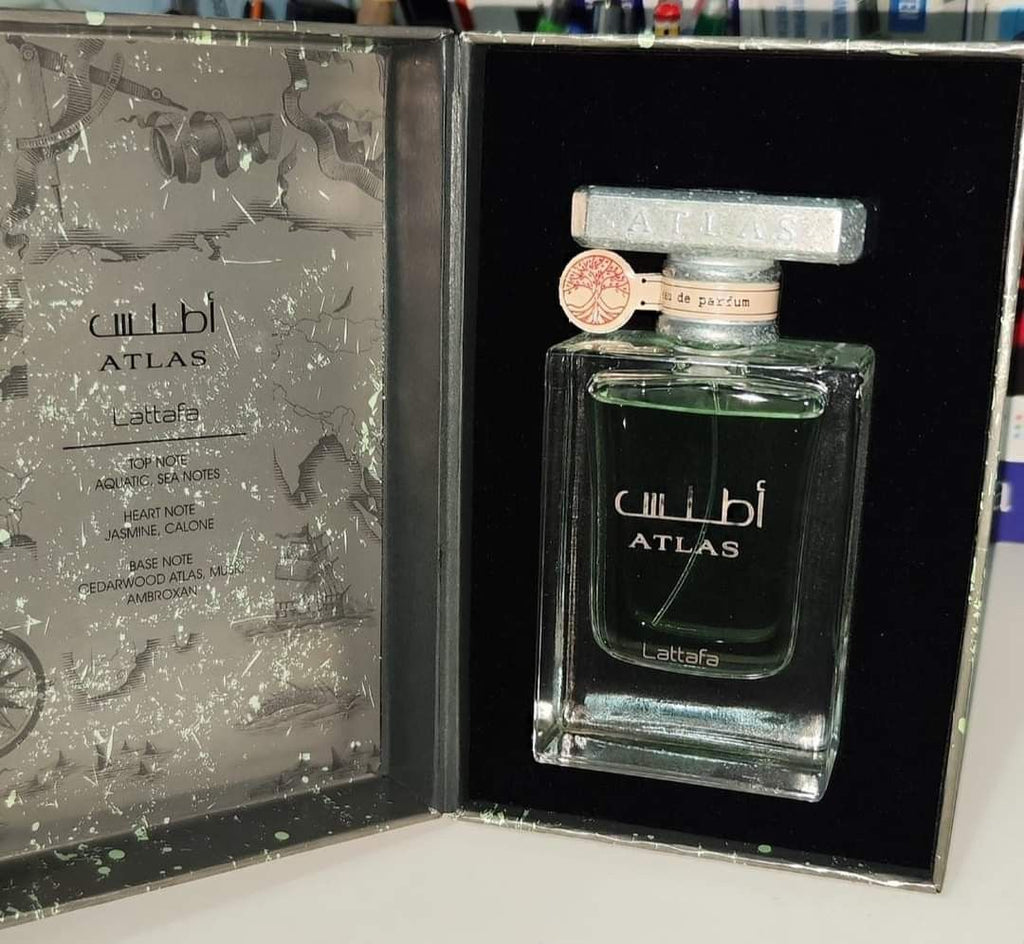 أطلس
ATLAS
Lattafa
TOP NOTE
AQUATIC, SEA NOTES
HEART NOTE
JASMINE, CALONE
BASE NOTE
CEDARWOOD ATLAS, MUSK
AMBROXAN
ATLAS
eau de parfum
أطلس
ATLAS
Lattafa